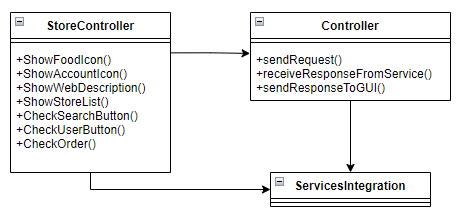 StoreController
+ShowFoodIcon()
+ShowAccountIcon()
+ShowWebDescription()
+ShowStoreList()
+CheckSearchButton()
+CheckUserButton()
+CheckOrder()
Controller
+sendRequest()
+receiveResponseFromService()
+sendResponseToGUI()
ServicesIntegration